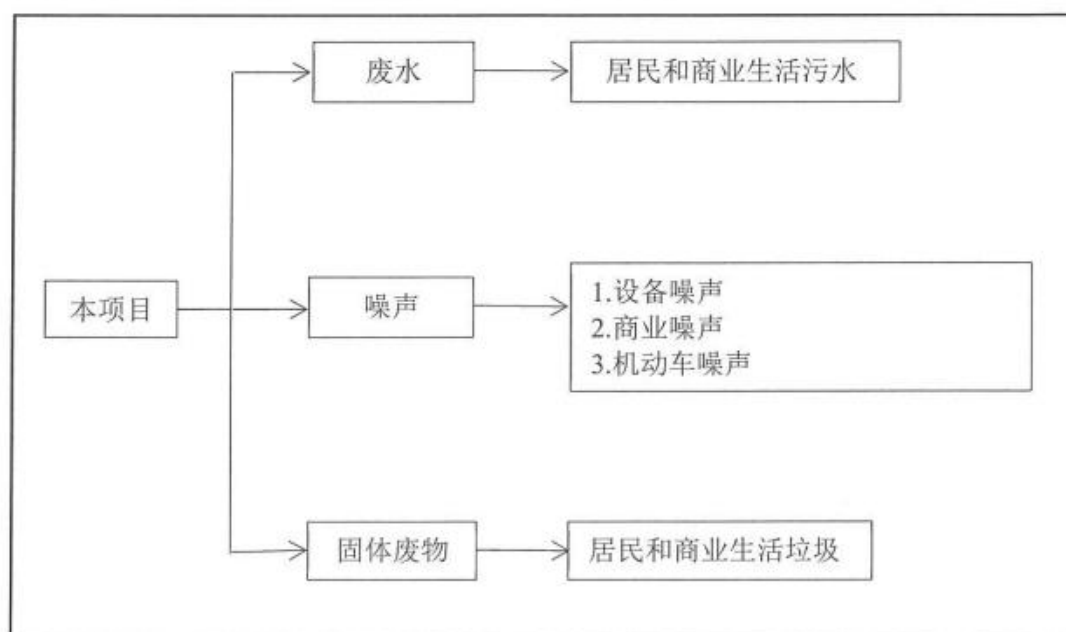 废水
居民和商业生活污水
本项目
噪声
1.设备噪声
2.商业噪声
3.机动车噪声
固体废物
居民和商业生活垃圾